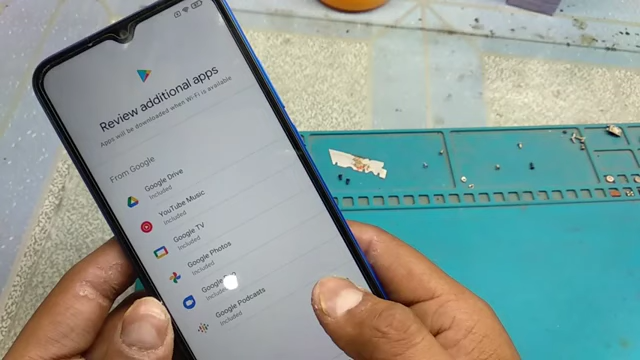 Review additional apps
Apps will be downloaded when Wi-Fi is available
From Google
Google Drive
Included
YouTube Music
Included
Google TV
Included
Google Photos
Included
Google
Google Podcasts
Included